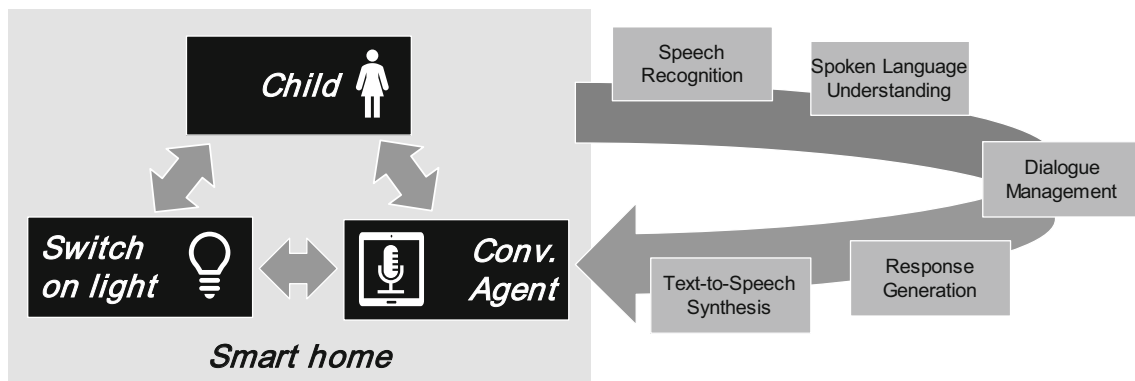 Child
Switch
on light
Conv.
Agent
Smart home
Speech
Recognition
Spoken Language
Understanding
Dialogue
Management
Response
Generation
Text-to-Speech
Synthesis